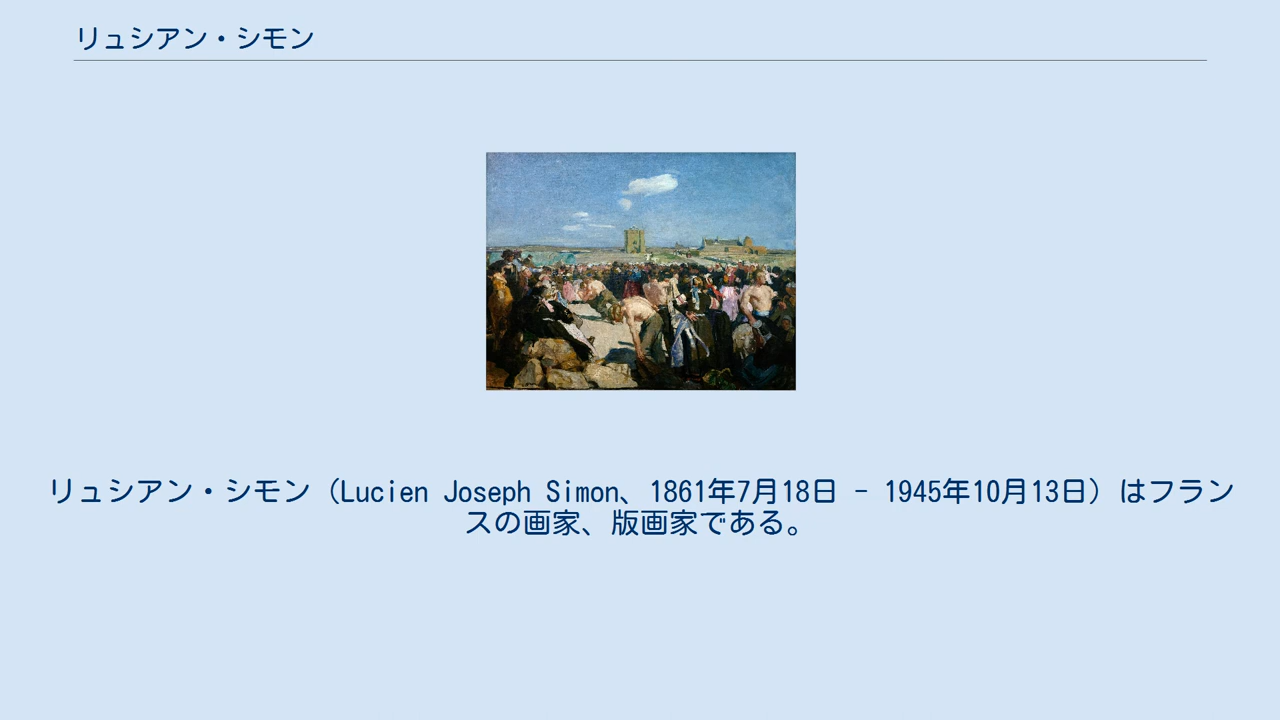 リュシアン・シモン
リュシアン・シモン（Lucien Joseph Simon、1861年7月18日 - 1945年10月13日）はフラン
スの画家、版画家である。